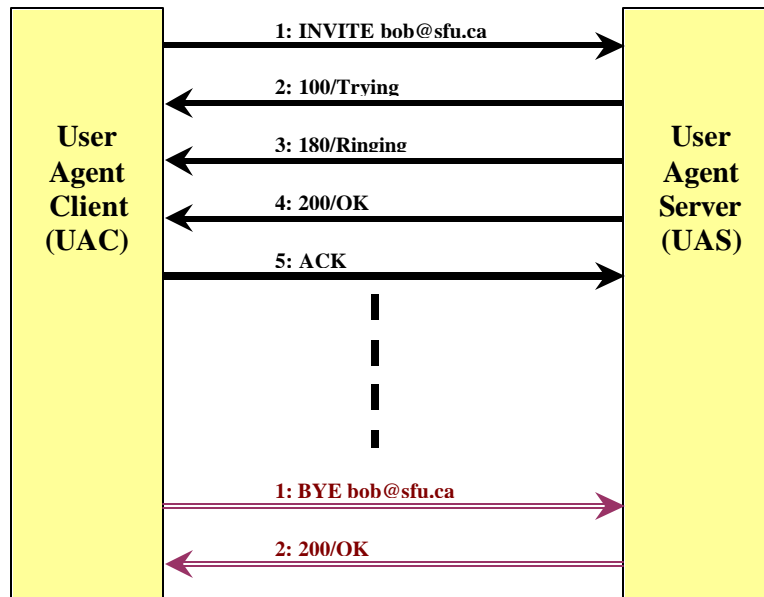 1: INVITE bob@sfu.ca
2: 100/Trying
3: 180/Ringing
4: 200/OK
5: ACK
User
Agent
Client
(UAC)
User
Agent
Server
(UAS)
1: BYE bob@sfu.ca
2: 200/OK